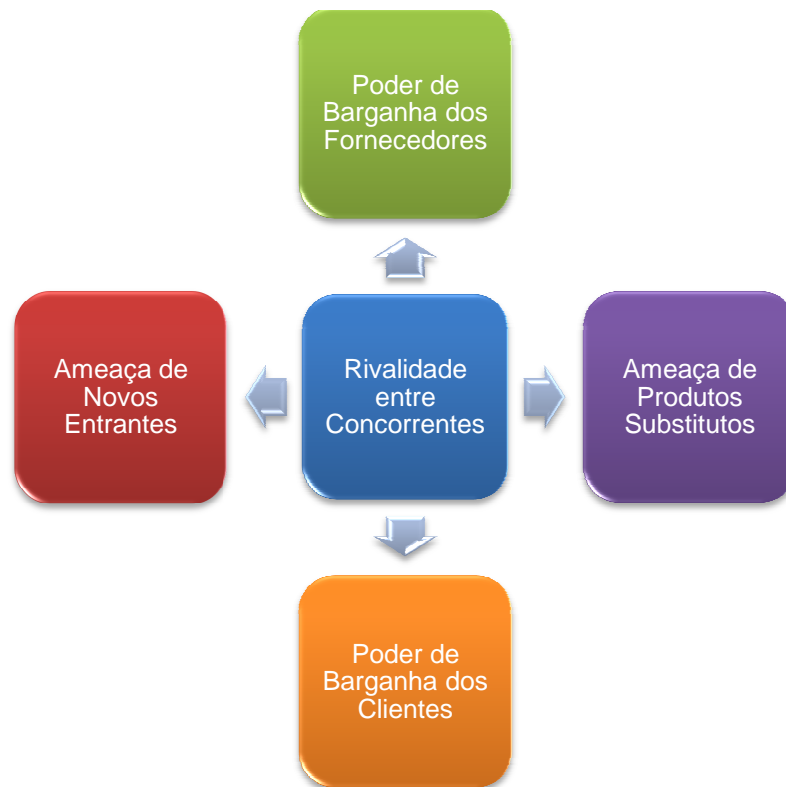 Poder de
Barganha dos
Fornecedores
Ameaça de
Novos
Entrantes
Rivalidade
entre
Concorrentes
Ameaça de
Produtos
Substitutos
Poder de
Barganha dos
Clientes